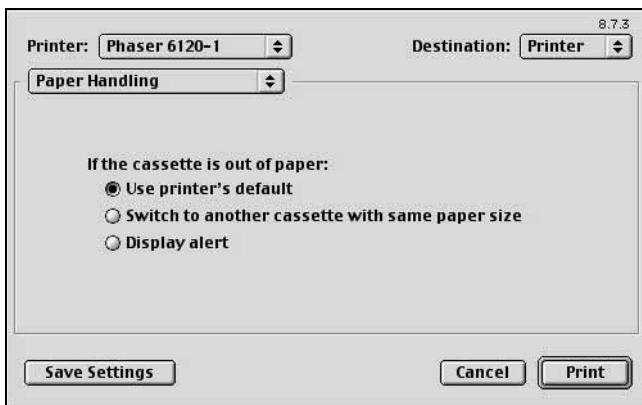 8.7.3
Printer: Phaser 6120-1 Destination: Printer
Paper Handling
If the cassette is out of paper:
Use printer's default
Switch to another cassette with same paper size
Display alert
Save Settings Cancel Print